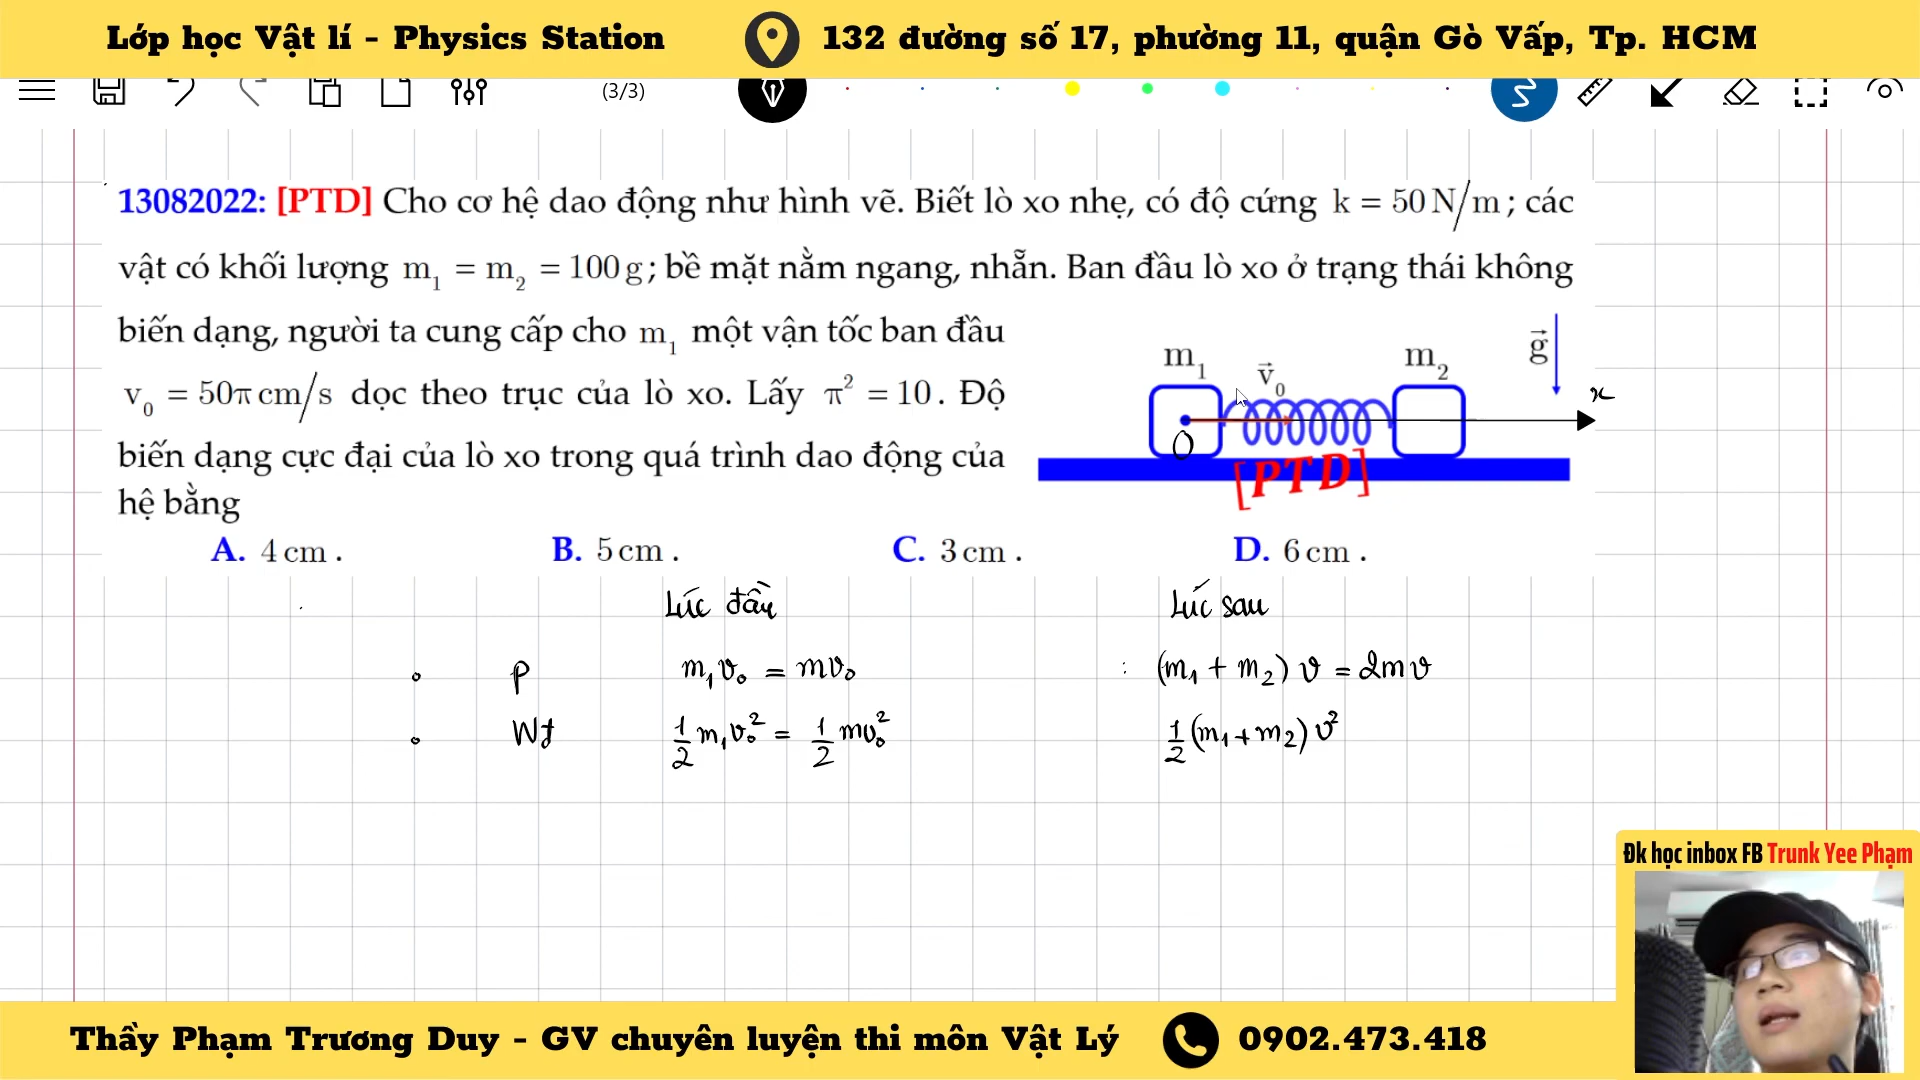 Lớp học Vật lí - Physics Station
132 đường số 17, phường 11, quận Gò Vấp, Tp. HCM
(3/3)
13082022: [PTD] Cho cơ hệ dao động như hình vẽ. Biết lò xo nhẹ, có độ cứng k = 50 N/m; các
vật có khối lượng m₁ = m₂ = 100 g; bề mặt nằm ngang, nhẵn. Ban đầu lò xo ở trạng thái không
biến dạng, người ta cung cấp cho m₁ một vận tốc ban đầu
v₀ = 50π cm/s dọc theo trục của lò xo. Lấy π² = 10. Độ
biến dạng cực đại của lò xo trong quá trình dao động của
hệ bằng
m₁
v⃗₀
m₂
g⃗
x
O
[PTD]
A. 4 cm.
B. 5 cm.
C. 3 cm.
D. 6 cm.
Lúc đầu
Lúc sau
P
m₁v₀ = mv₀
(m₁ + m₂) v = 2mv
Wđ
1/2 m₁v₀² = 1/2 mv₀²
1/2 (m₁ + m₂) v²
Đk học inbox FB Trunk Yee Phạm
Thầy Phạm Trương Duy - GV chuyên luyện thi môn Vật Lý
0902.473.418